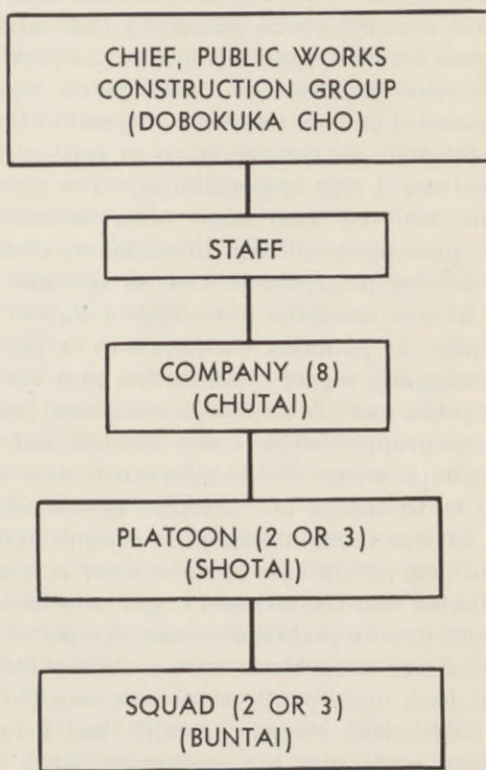 CHIEF, PUBLIC WORKS
CONSTRUCTION GROUP
(DOBOKUKA CHO)
STAFF
COMPANY (8)
(CHUTAI)
PLATOON (2 OR 3)
(SHOTAI)
SQUAD (2 OR 3)
(BUNTAI)